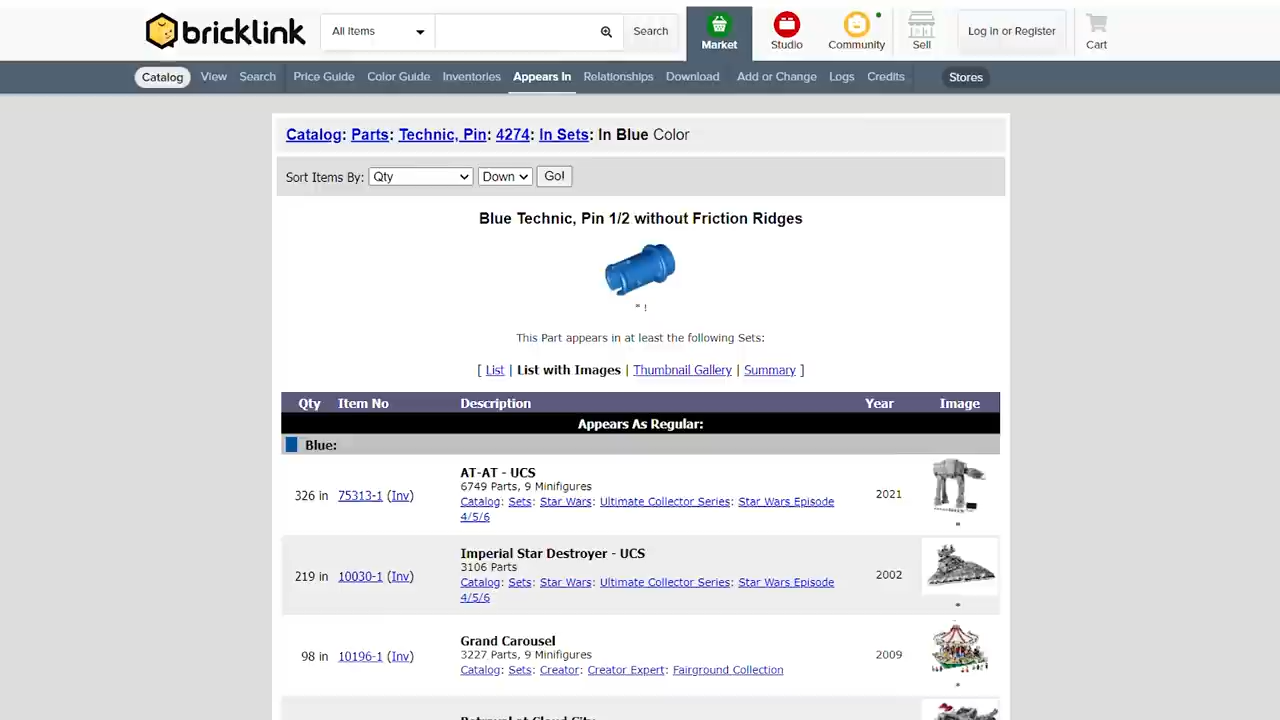 bricklink
All Items
Search
Market
Studio
Community
Sell
Log in or Register
Cart
Catalog View Search Price Guide Color Guide Inventories Appears In Relationships Download Add or Change Logs Credits Stores
Catalog: Parts: Technic, Pin: 4274: In Sets: In Blue Color
Sort Items By: Qty Down Go!
Blue Technic, Pin 1/2 without Friction Ridges
* !
This Part appears in at least the following Sets:
[ List | List with Images | Thumbnail Gallery | Summary ]
Qty Item No Description Year Image
Appears As Regular:
Blue:
AT-AT - UCS
6749 Parts, 9 Minifigures
326 in 75313-1 (Inv) Catalog: Sets: Star Wars: Ultimate Collector Series: Star Wars Episode 2021
4/5/6
*
Imperial Star Destroyer - UCS
3106 Parts
219 in 10030-1 (Inv) Catalog: Sets: Star Wars: Ultimate Collector Series: Star Wars Episode 2002
4/5/6
*
Grand Carousel
98 in 10196-1 (Inv) 3227 Parts, 9 Minifigures 2009
Catalog: Sets: Creator: Creator Expert: Fairground Collection
*
Betrayal at Cloud City